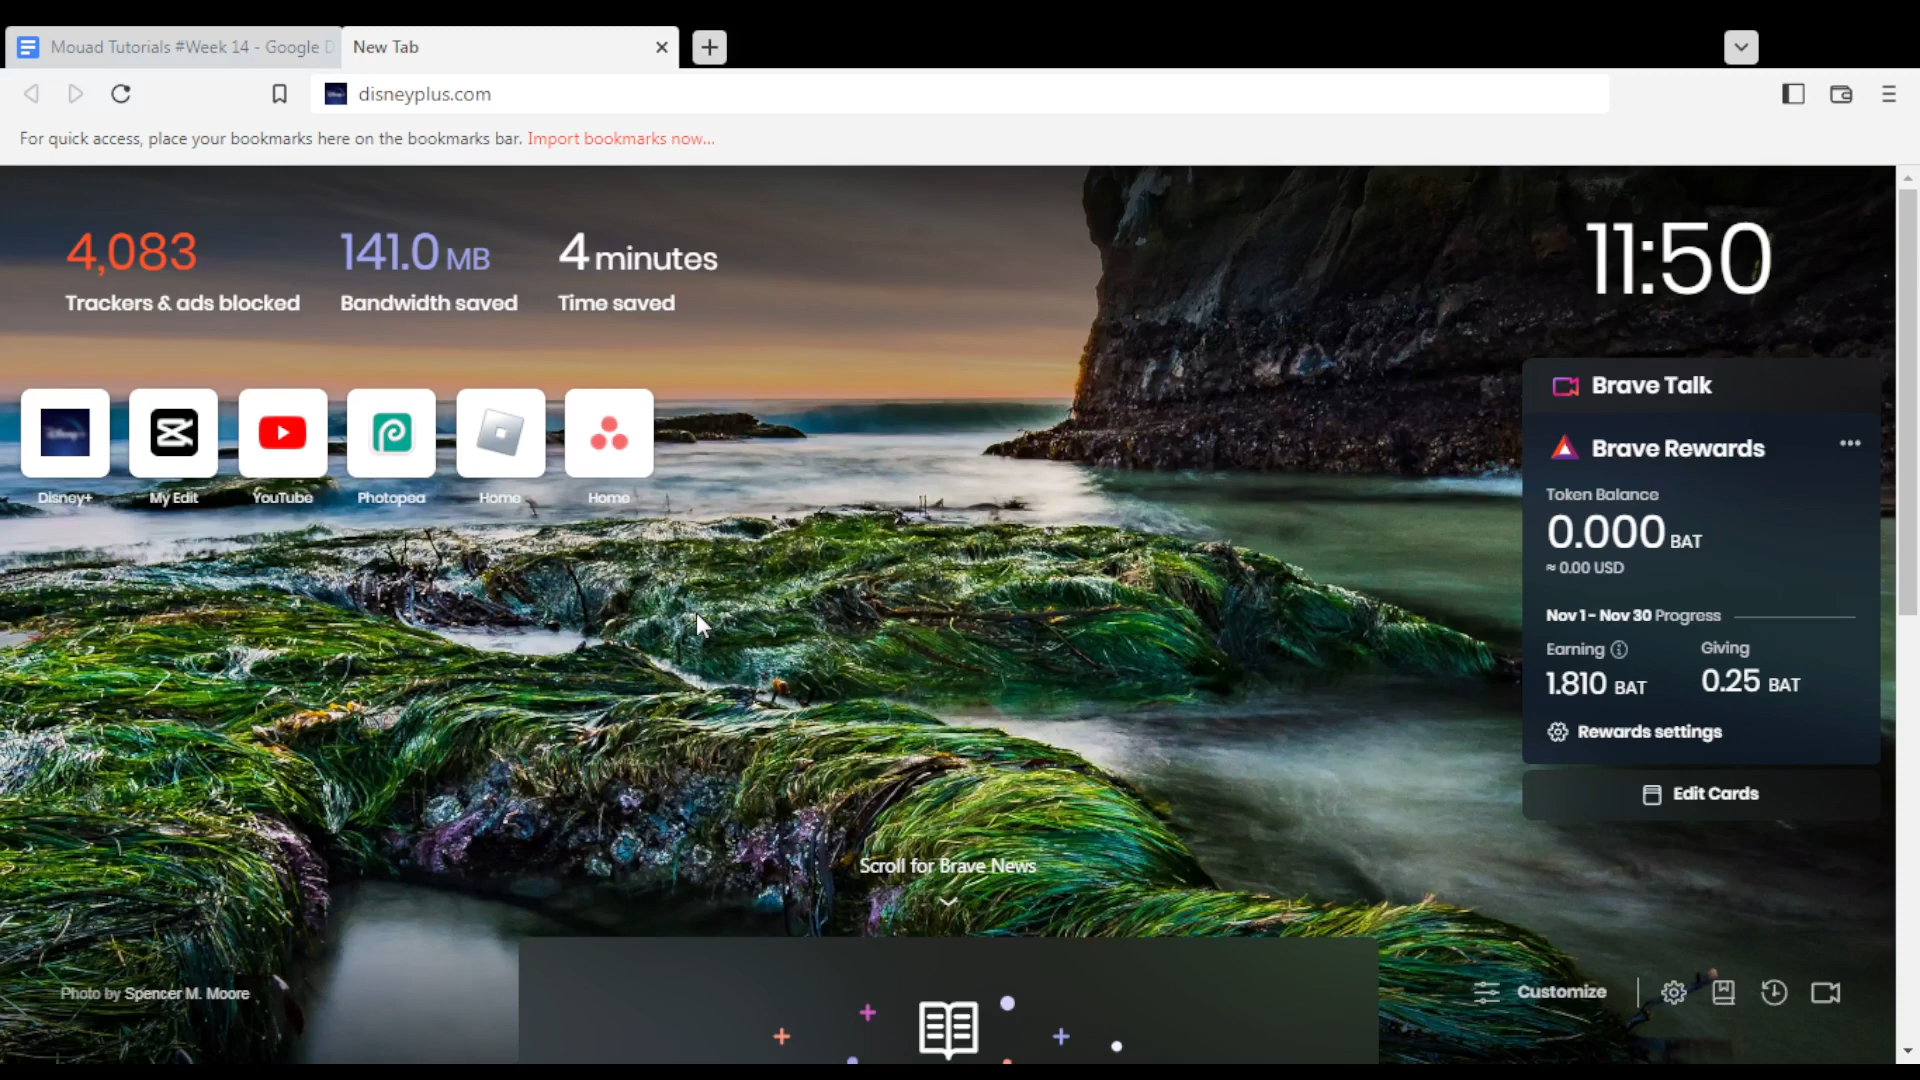 Mouad Tutorials #Week 14 - Google D
New Tab
disneyplus.com
For quick access, place your bookmarks here on the bookmarks bar. Import bookmarks now...
4,083
Trackers & ads blocked
141.0 MB
Bandwidth saved
4 minutes
Time saved
11:50
Disney+
My Edit
YouTube
Photopea
Home
Home
Brave Talk
Brave Rewards
Token Balance
0.000 BAT
≈ 0.00 USD
Nov 1 - Nov 30 Progress
Earning
1.810 BAT
Giving
0.25 BAT
Rewards settings
Edit Cards
Scroll for Brave News
Photo by Spencer M. Moore
Customize